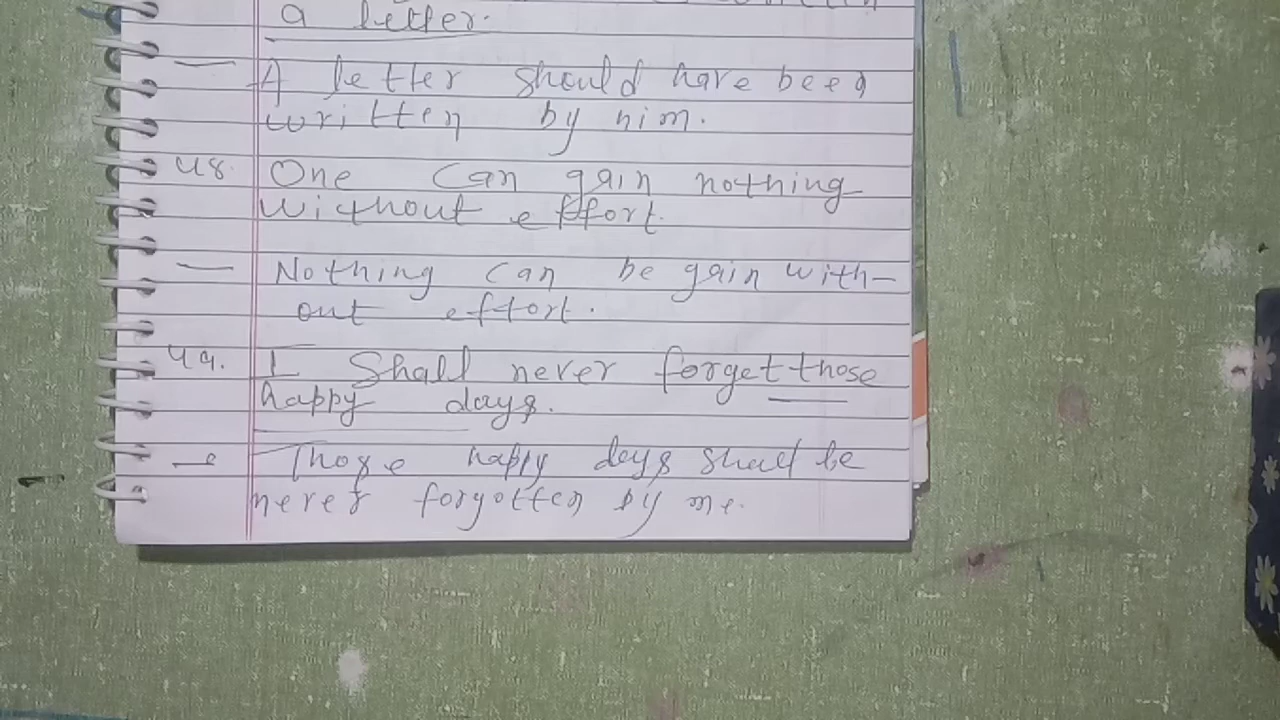 a letter.
— A letter should have been
written by him.
48. One can gain nothing
without effort.
— Nothing can be gain with-
out effort.
49. I Shall never forget those
happy days.
— Those happy days shall be
never forgotten by me.